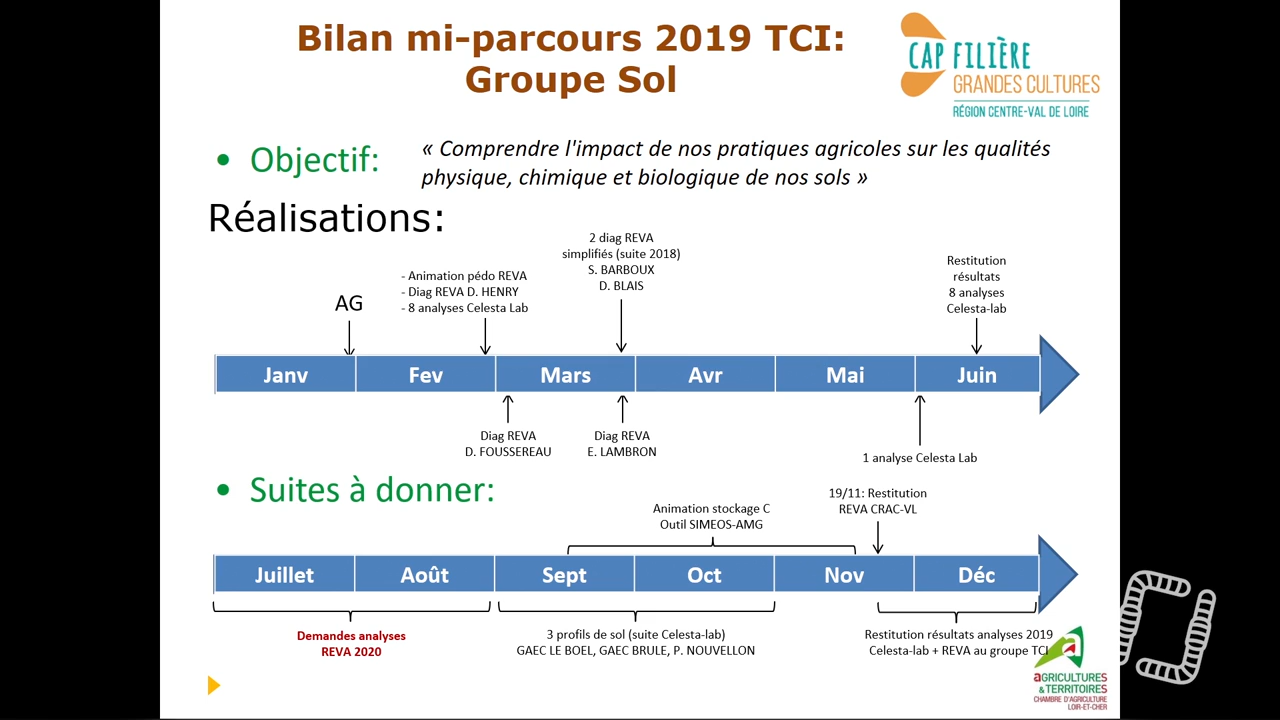 Bilan mi-parcours 2019 TCI:
Groupe Sol
CAP FILIÈRE
GRANDES CULTURES
RÉGION CENTRE-VAL DE LOIRE
• Objectif:
« Comprendre l'impact de nos pratiques agricoles sur les qualités
physique, chimique et biologique de nos sols »
Réalisations:
AG
- Animation pédo REVA
- Diag REVA D. HENRY
- 8 analyses Celesta Lab
2 diag REVA
simplifiés (suite 2018)
S. BARBOUX
D. BLAIS
Restitution
résultats
8 analyses
Celesta-lab
Janv Fev Mars Avr Mai Juin
Diag REVA
D. FOUSSEREAU
Diag REVA
E. LAMBRON
1 analyse Celesta Lab
• Suites à donner:
Animation stockage C
Outil SIMEOS-AMG
19/11: Restitution
REVA CRAC-VL
Juillet Août Sept Oct Nov Déc
Demandes analyses
REVA 2020
3 profils de sol (suite Celesta-lab)
GAEC LE BOEL, GAEC BRULE, P. NOUVELLON
Restitution résultats analyses 2019
Celesta-lab + REVA au groupe TCI
AGRICULTURES
& TERRITOIRES
CHAMBRE D'AGRICULTURE
LOIR-ET-CHER